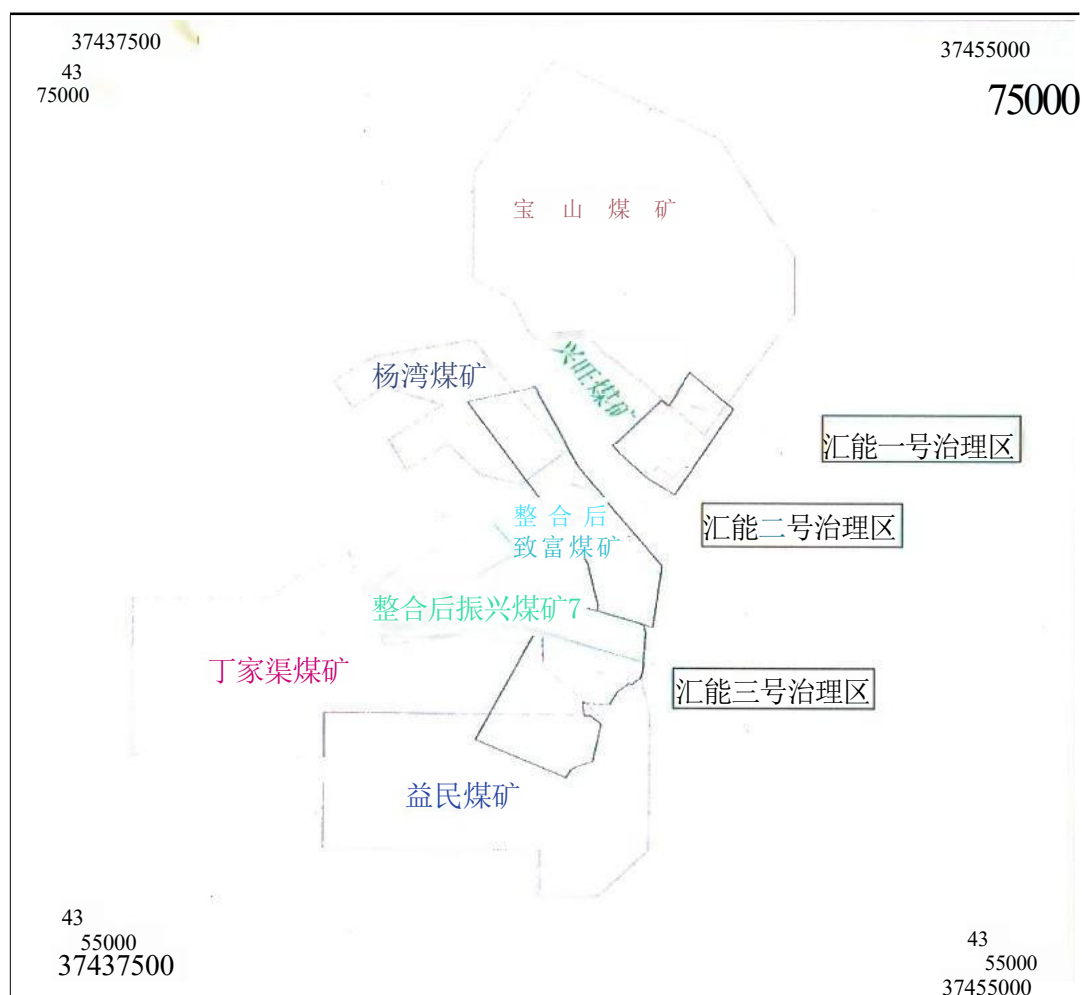 37437500
37455000
43
75000
75000
宝山煤矿
兴旺煤矿
杨湾煤矿
汇能一号治理区
整合后
致富煤矿
汇能二号治理区
整合后振兴煤矿7
丁家渠煤矿
汇能三号治理区
益民煤矿
43
55000
37437500
43
55000
37455000